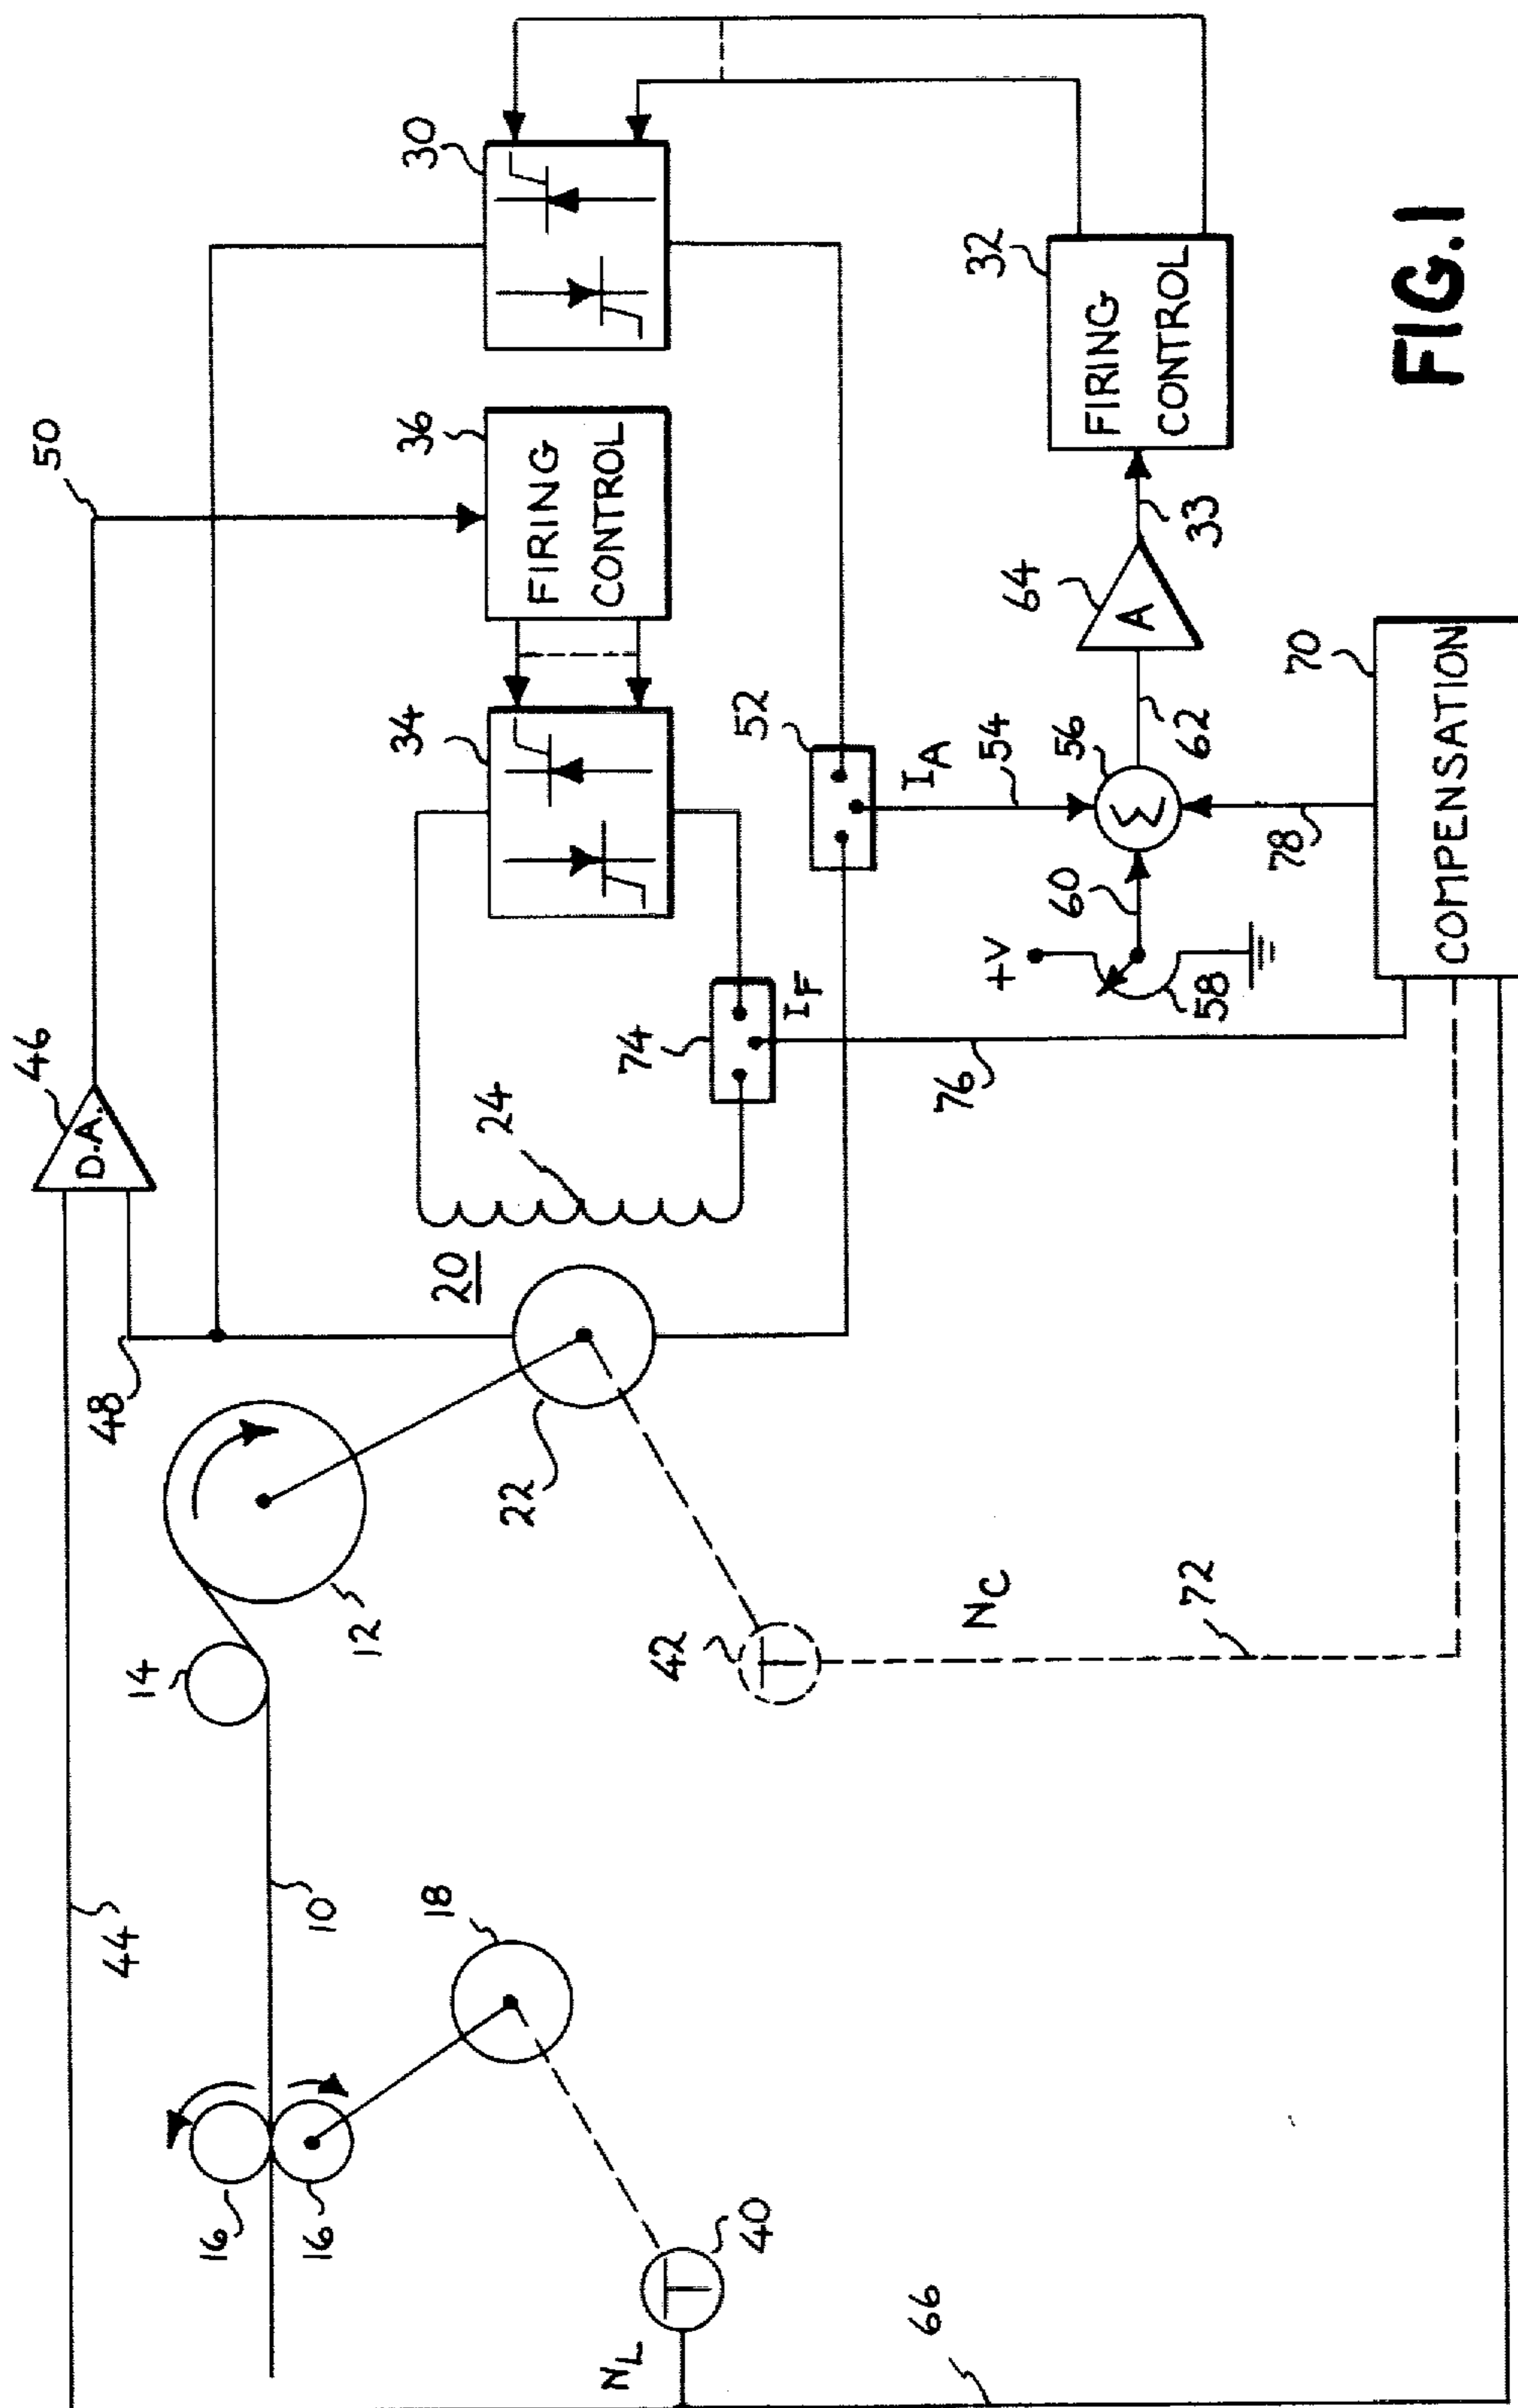 44
46
D.A.
50
48
14
12
10
16
16
18
20
22
24
30
34
36
FIRING
CONTROL
40
T
N_L
42
T
N_C
72
74
I_F
76
52
I_A
54
+V
58
60
56
Σ
62
64
A
33
32
FIRING
CONTROL
78
70
COMPENSATION
66
FIG. 1